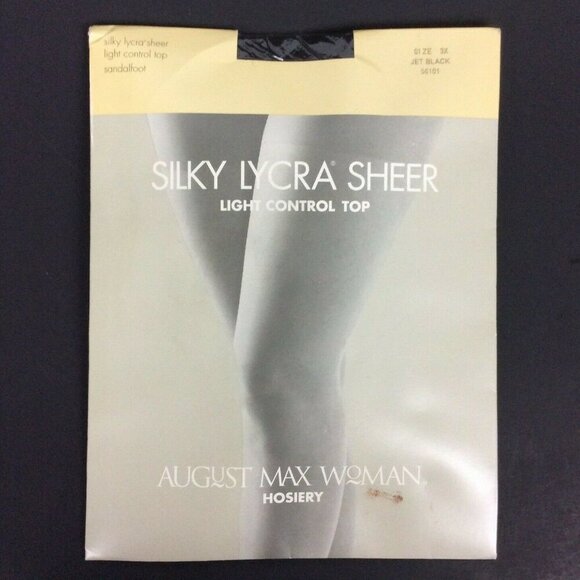 silky lycra® sheer
light control top
sandalfoot
SIZE 3X
JET BLACK
56101
SILKY LYCRA® SHEER
LIGHT CONTROL TOP
AUGUST MAX WOMAN®
HOSIERY